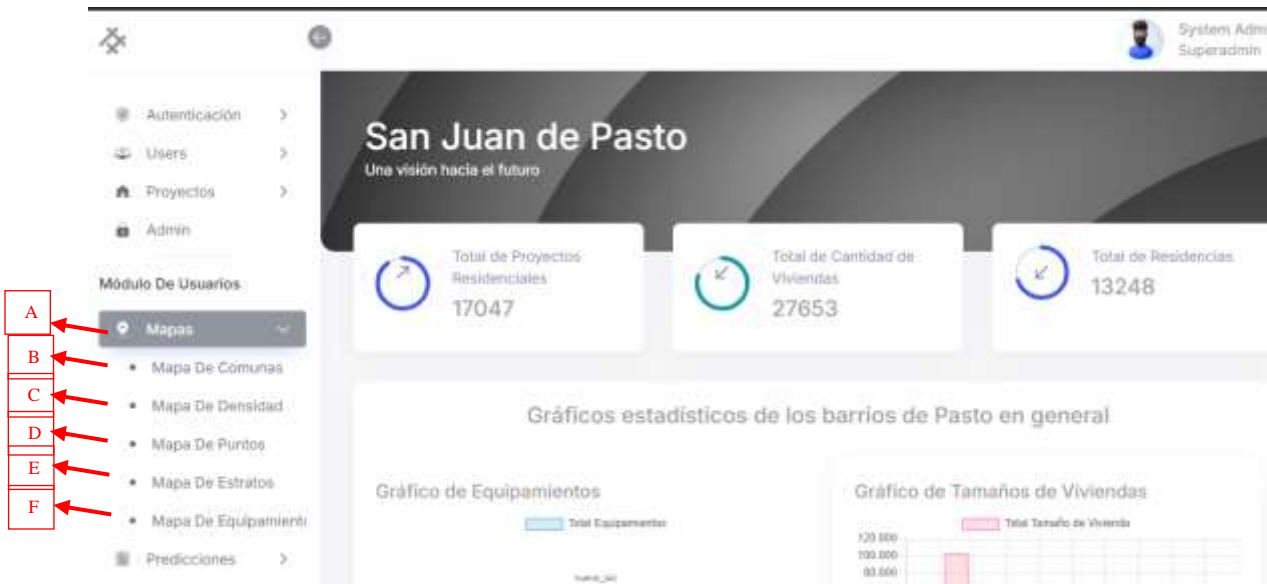 System Admi
Superadmin
Autenticación
Users
Proyectos
Admin
San Juan de Pasto
Una visión hacia el futuro
Total de Proyectos
Residenciales
17047
Total de Cantidad de
Viviendas
27653
Total de Residencias
13248
Módulo De Usuarios
A
Mapas
B
Mapa De Comunas
C
Mapa De Densidad
D
Mapa De Puntos
E
Mapa De Estratos
F
Mapa De Equipamiento
Predicciones
Gráficos estadísticos de los barrios de Pasto en general
Gráfico de Equipamientos
Total Equipamientos
Gráfico de Tamaños de Viviendas
Total Tamaño de Vivienda
120.000
100.000
80.000